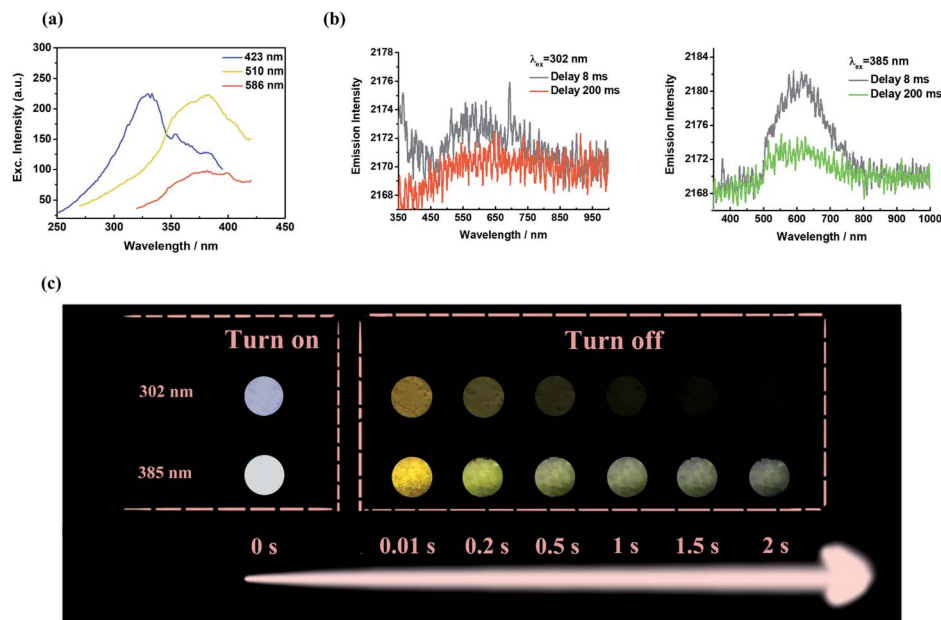 (a)
300
250
200
150
100
50
250 300 350 400 450
Exc. Intensity (a.u.)
Wavelength / nm
423 nm
510 nm
586 nm
(b)
2178
2176
2174
2172
2170
2168
350 450 550 650 750 850 950
Emission Intensity
Wavelength / nm
λex=302 nm
Delay 8 ms
Delay 200 ms
2184
2180
2176
2172
2168
400 500 600 700 800 900 1000
Emission Intensity
Wavelength / nm
λex=385 nm
Delay 8 ms
Delay 200 ms
(c)
Turn on Turn off
302 nm
385 nm
0 s 0.01 s 0.2 s 0.5 s 1 s 1.5 s 2 s